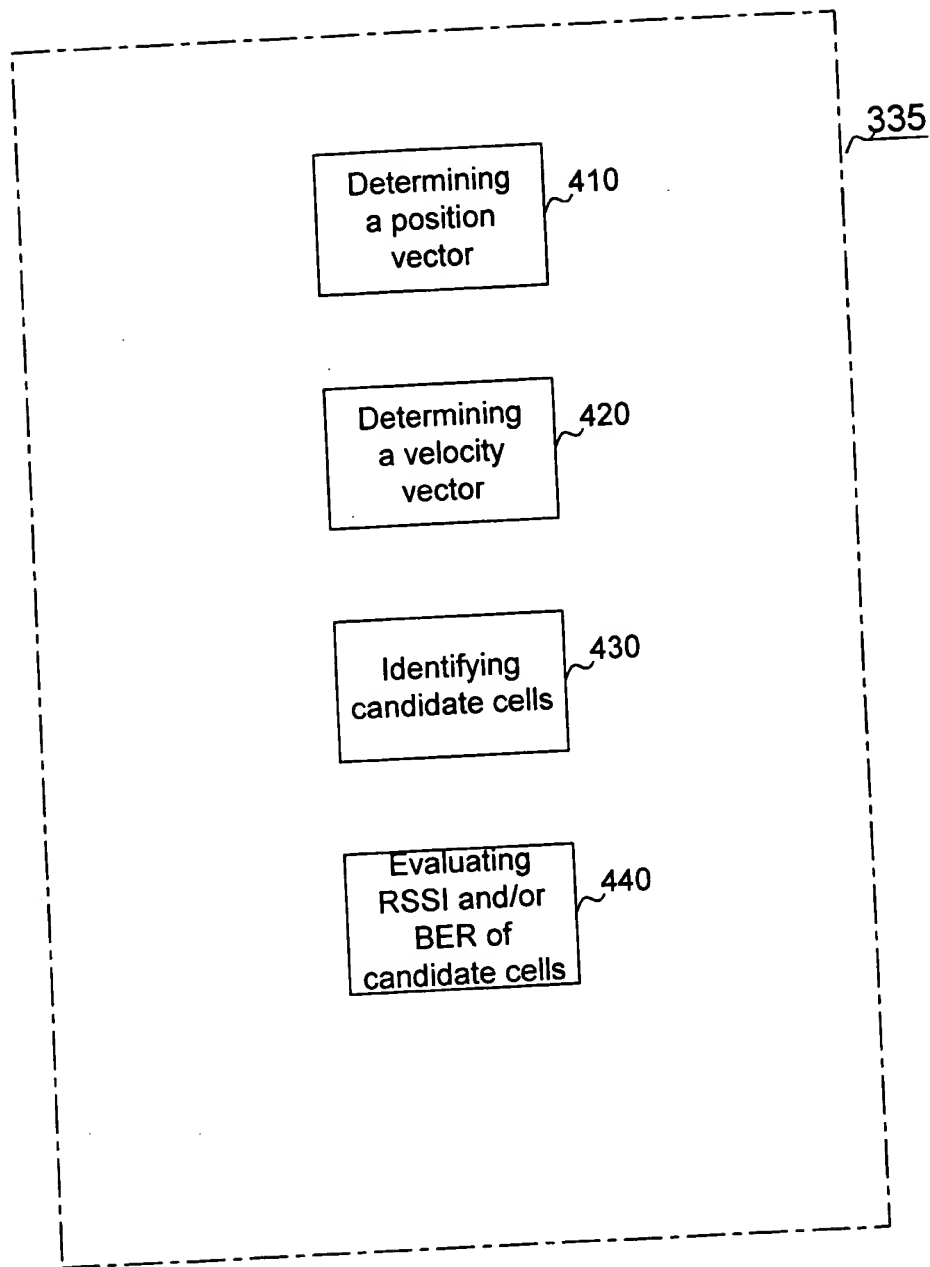 335
Determining
a position
vector
410
Determining
a velocity
vector
420
Identifying
candidate cells
430
Evaluating
RSSI and/or
BER of
candidate cells
440